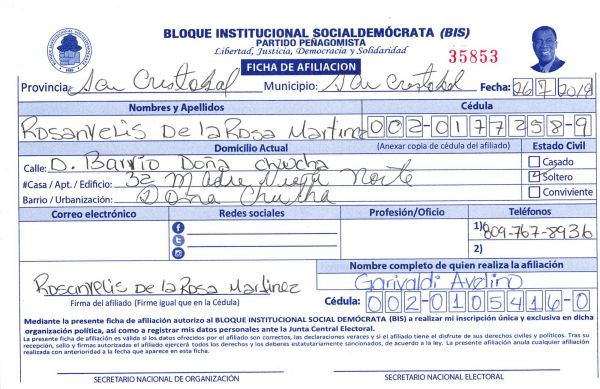 BLOQUE INSTITUCIONAL SOCIALDEMÓCRATA (BIS)
PARTIDO PEÑAGOMISTA
Libertad, Justicia, Democracia y Solidaridad
35853
FICHA DE AFILIACION
Provincia: San Cristobal Municipio: San Cristobal Fecha: 26 7 2018
Nombres y Apellidos Cédula
Rosanyelis De la Rosa Martinez 002-0177258-9
Domicilio Actual (Anexar copia de cédula del afiliado) Estado Civil
Calle: D. Barrio Doña Chucha Casado
#Casa / Apt. / Edificio: 32 Madre Vieja Norte Soltero
Barrio / Urbanización: Doña Chucha Conviviente
Correo electrónico Redes sociales Profesión/Oficio Teléfonos
1) 809-767-8936
2)
Nombre completo de quien realiza la afiliación
Rosanyelis De la Rosa Martinez Garivaldi Avelino
Firma del afiliado (Firme igual que en la Cédula) Cédula: 002-0105416-0
Mediante la presente ficha de afiliación autorizo al BLOQUE INSTITUCIONAL SOCIAL DEMÓCRATA (BIS) a realizar mi inscripción única y exclusiva en dicha
organización política, así como a registrar mis datos personales ante la Junta Central Electoral.
La presente ficha de afiliación es válida si los datos ofrecidos por el afiliado son correctos, las declaraciones veraces y si el afiliado tiene el disfrute de sus derechos civiles y políticos. Tras su
recepción, sello y firmas autorizadas el afiliado ejercerá todos los derechos y los deberes estatutariamente sancionados, de acuerdo a la ley. La presente afiliación anula cualquier afiliación
realizada con anterioridad a la fecha que aparece en esta ficha.
SECRETARIO NACIONAL DE ORGANIZACIÓN SECRETARIO NACIONAL ELECTORAL